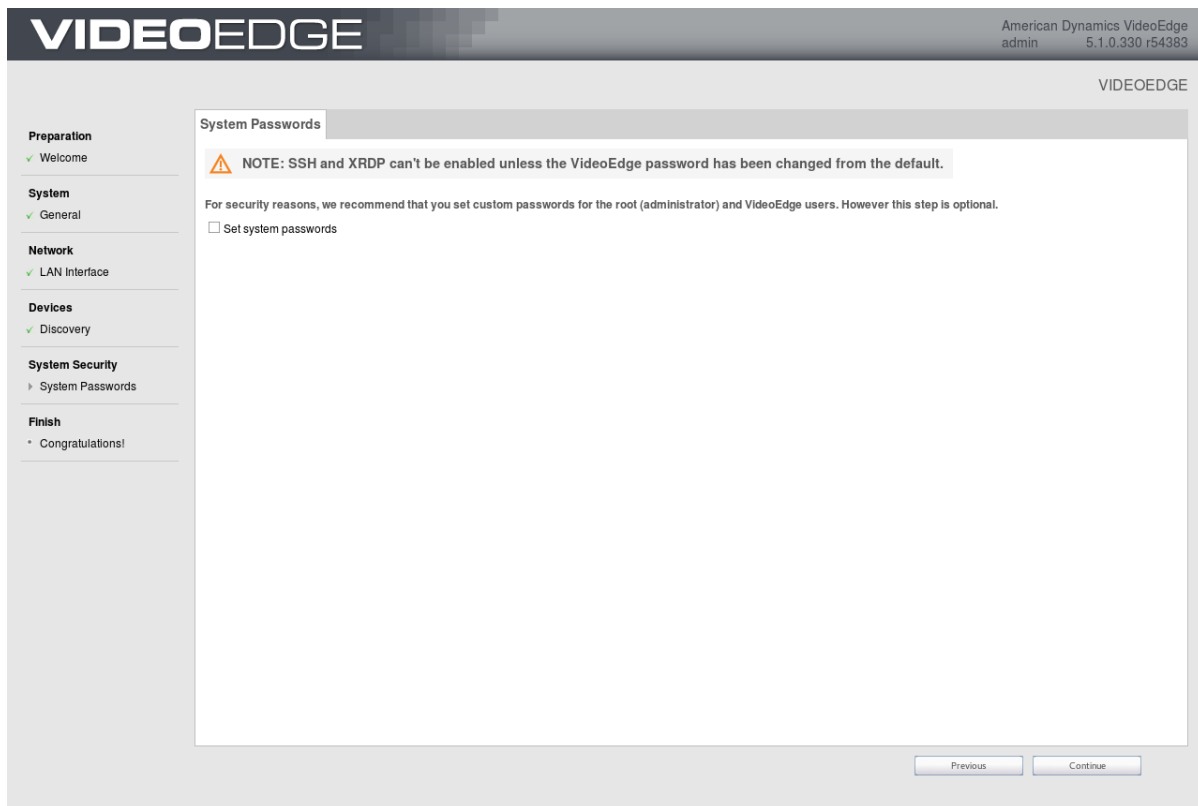 VIDEOEDGE
American Dynamics VideoEdge
admin 5.1.0.330 r54383
VIDEOEDGE
Preparation
Welcome
System
General
Network
LAN Interface
Devices
Discovery
System Security
System Passwords
Finish
Congratulations!
System Passwords
NOTE: SSH and XRDP can't be enabled unless the VideoEdge password has been changed from the default.
For security reasons, we recommend that you set custom passwords for the root (administrator) and VideoEdge users. However this step is optional.
Set system passwords
Previous
Continue